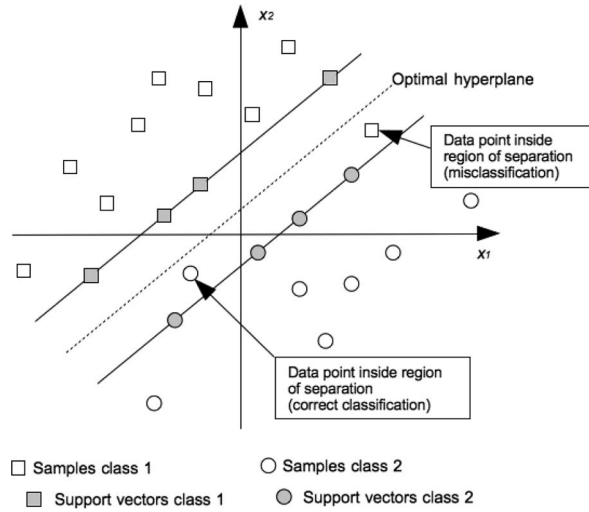 x2
Optimal hyperplane
Data point inside
region of separation
(misclassification)
x1
Data point inside region
of separation
(correct classification)
Samples class 1
Samples class 2
Support vectors class 1
Support vectors class 2